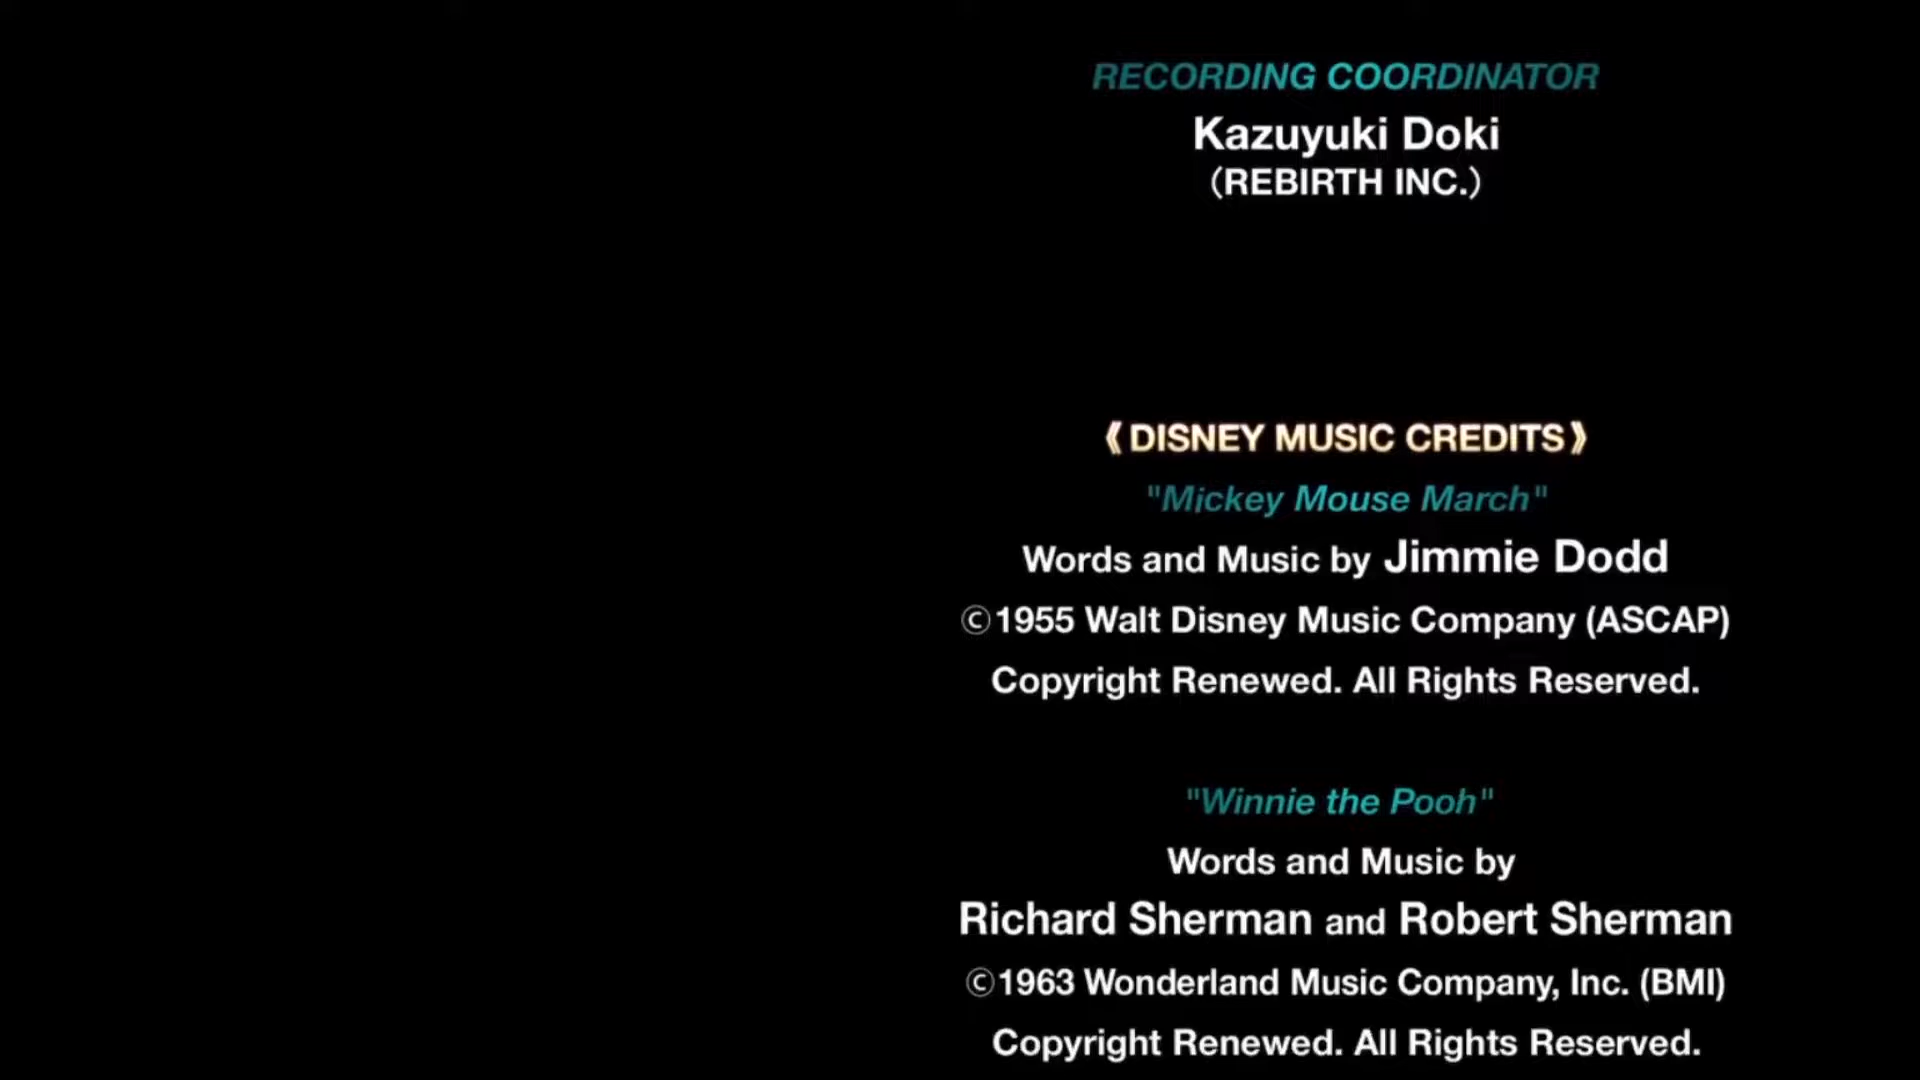 RECORDING COORDINATOR
Kazuyuki Doki
(REBIRTH INC.)
《DISNEY MUSIC CREDITS》
"Mickey Mouse March"
Words and Music by Jimmie Dodd
©1955 Walt Disney Music Company (ASCAP)
Copyright Renewed. All Rights Reserved.
"Winnie the Pooh"
Words and Music by
Richard Sherman and Robert Sherman
©1963 Wonderland Music Company, Inc. (BMI)
Copyright Renewed. All Rights Reserved.